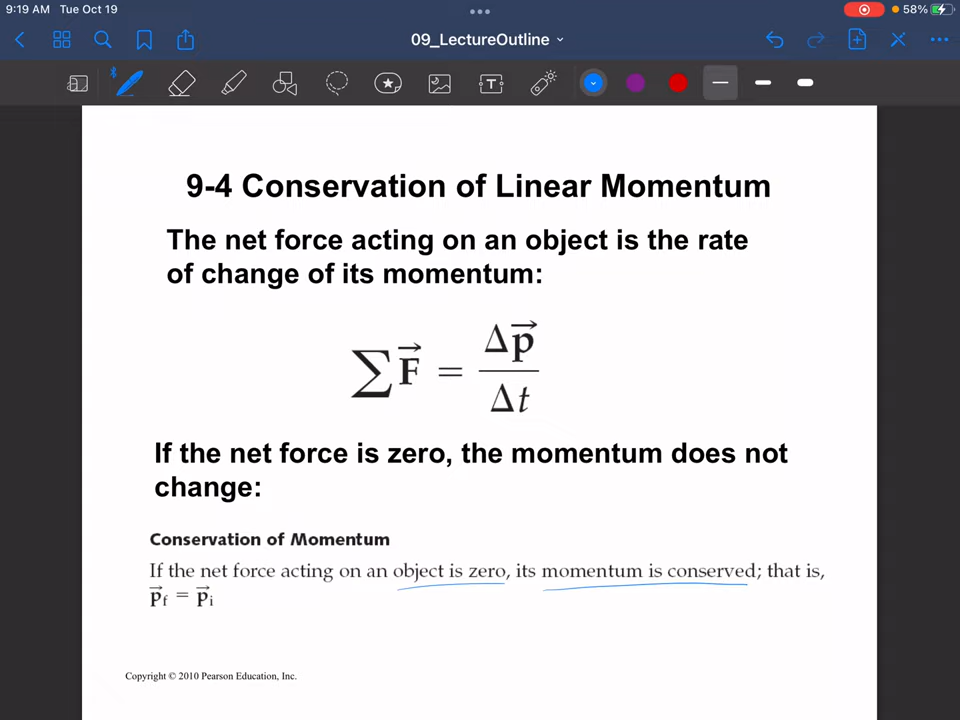 9:19 AM Tue Oct 19
58%
09_LectureOutline
T
9-4 Conservation of Linear Momentum
The net force acting on an object is the rate
of change of its momentum:
∑F⃗ = Δp⃗ / Δt
If the net force is zero, the momentum does not
change:
Conservation of Momentum
If the net force acting on an object is zero, its momentum is conserved; that is,
p⃗f = p⃗i
Copyright © 2010 Pearson Education, Inc.